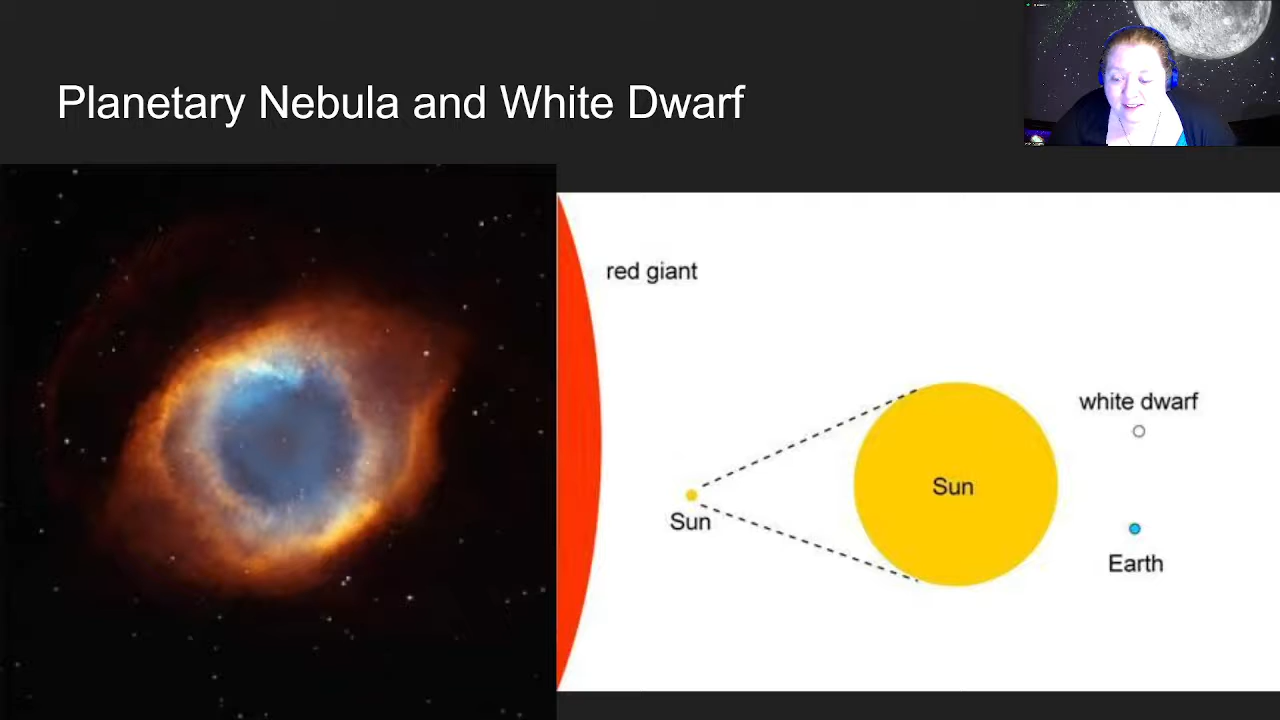 Planetary Nebula and White Dwarf
red giant
white dwarf
Sun
Sun
Earth